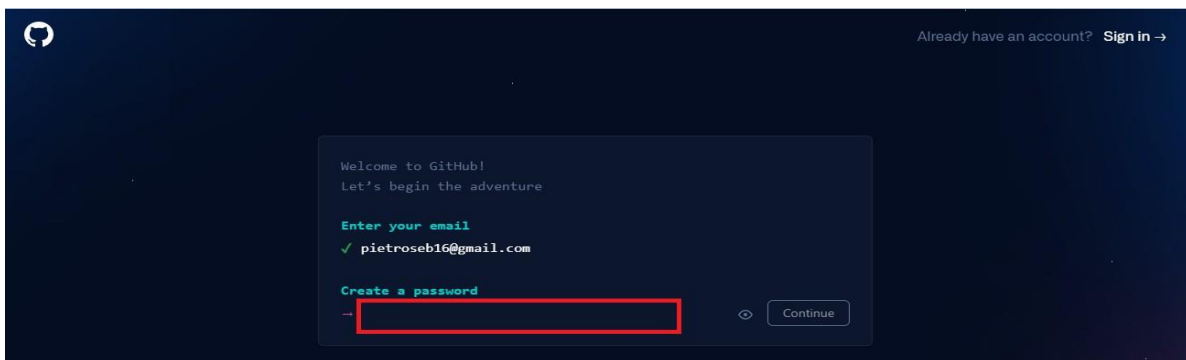 Already have an account? Sign in →
Welcome to GitHub!
Let's begin the adventure
Enter your email
✓ pietroseb16@gmail.com
Create a password
→
Continue